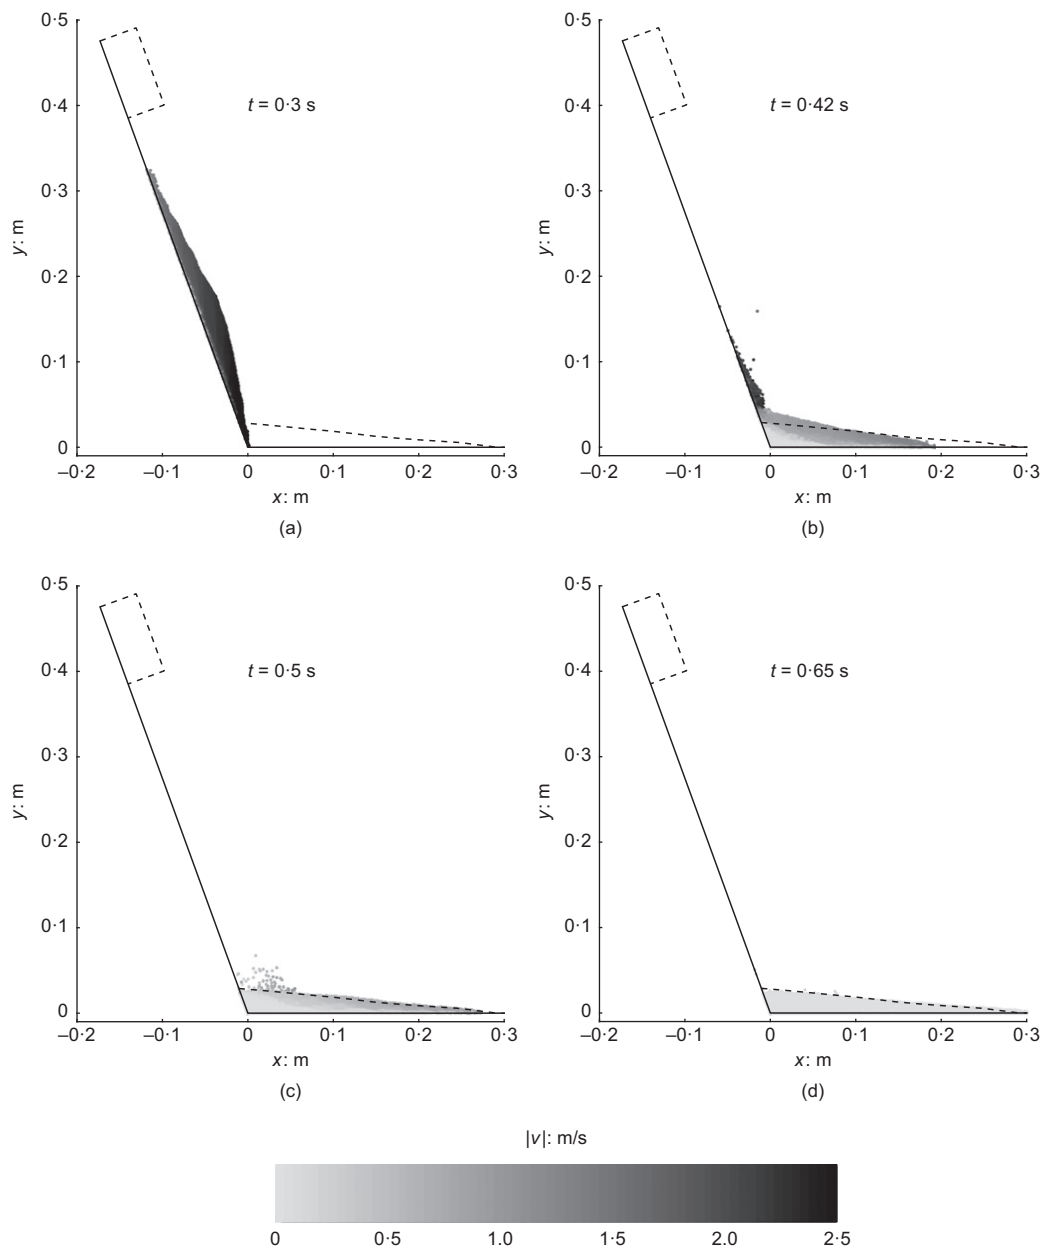 0·5
0·4
0·3
0·2
0·1
0
y: m
t = 0·3 s
–0·2 –0·1 0 0·1 0·2 0·3
x: m
(a)
0·5
0·4
0·3
0·2
0·1
0
y: m
t = 0·42 s
–0·2 –0·1 0 0·1 0·2 0·3
x: m
(b)
0·5
0·4
0·3
0·2
0·1
0
y: m
t = 0·5 s
–0·2 –0·1 0 0·1 0·2 0·3
x: m
(c)
0·5
0·4
0·3
0·2
0·1
0
y: m
t = 0·65 s
–0·2 –0·1 0 0·1 0·2 0·3
x: m
(d)
|v|: m/s
0 0·5 1.0 1·5 2.0 2·5